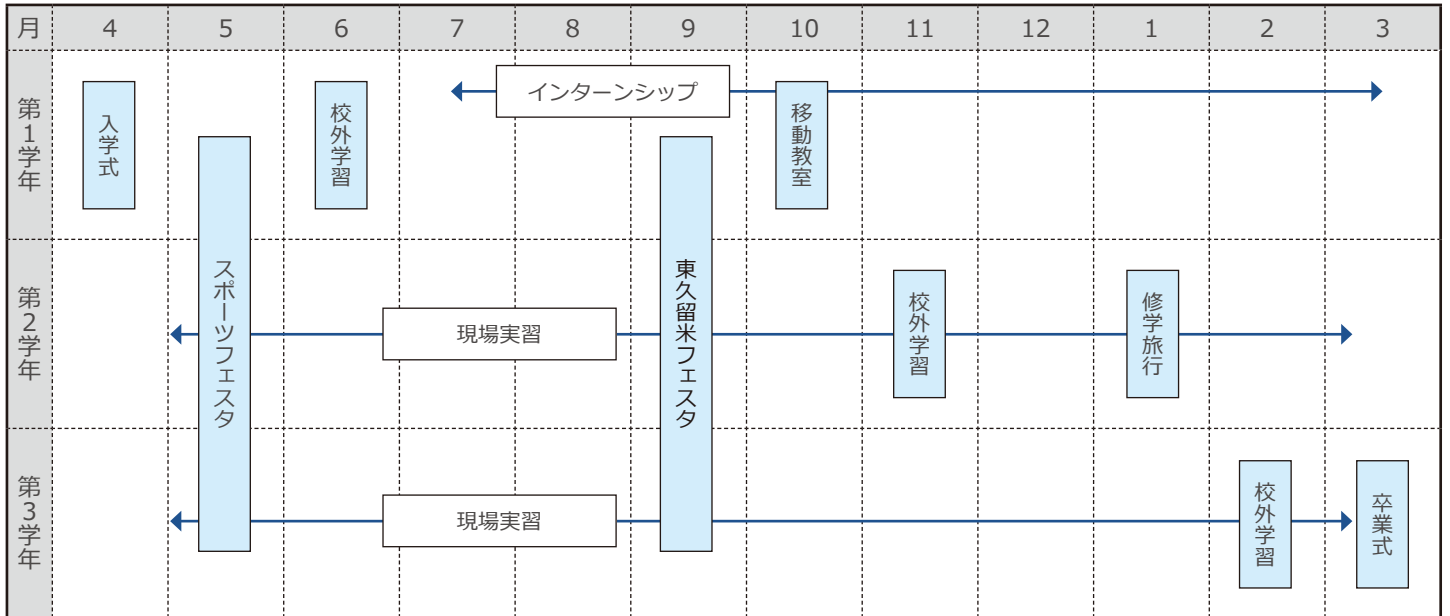 月 4 5 6 7 8 9 10 11 12 1 2 3
第1学年
入学式
校外学習
インターンシップ
移動教室
スポーツフェスタ
東久留米フェスタ
第2学年
現場実習
校外学習
修学旅行
第3学年
現場実習
校外学習
卒業式